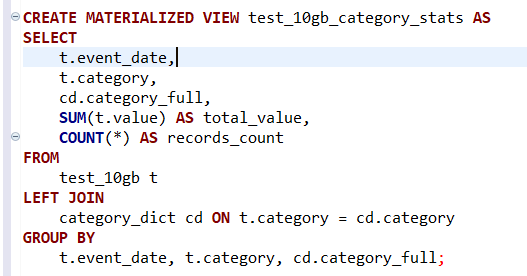 CREATE MATERIALIZED VIEW test_10gb_category_stats AS
SELECT
    t.event_date,
    t.category,
    cd.category_full,
    SUM(t.value) AS total_value,
    COUNT(*) AS records_count
FROM
    test_10gb t
LEFT JOIN
    category_dict cd ON t.category = cd.category
GROUP BY
    t.event_date, t.category, cd.category_full;